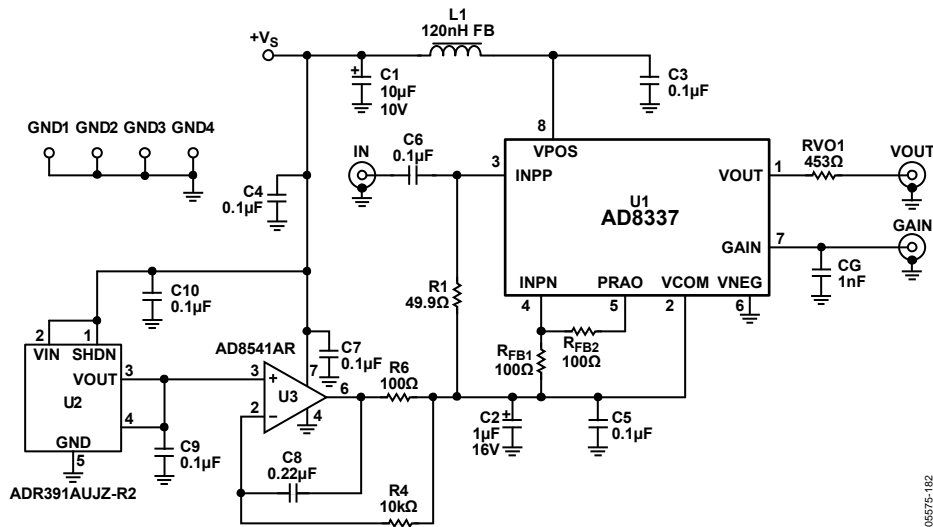 L1
120nH FB
+VS
C1
10µF
10V
C3
0.1µF
GND1 GND2 GND3 GND4
IN
C6
0.1µF
8
VPOS
3
INPP
RVO1
453Ω
VOUT
VOUT
1
U1
AD8337
C4
0.1µF
GAIN
GAIN
7
CG
1nF
R1
49.9Ω
INPN
PRAO
VCOM
VNEG
4
5
2
6
C10
0.1µF
2
1
VIN
SHDN
VOUT
3
U2
4
GND
5
ADR391AUJZ-R2
C9
0.1µF
AD8541AR
C7
0.1µF
3
+
7
U3
6
2
–
4
R6
100Ω
RFB1
100Ω
RFB2
100Ω
C2
1µF
16V
+
C5
0.1µF
C8
0.22µF
R4
10kΩ
05575-182